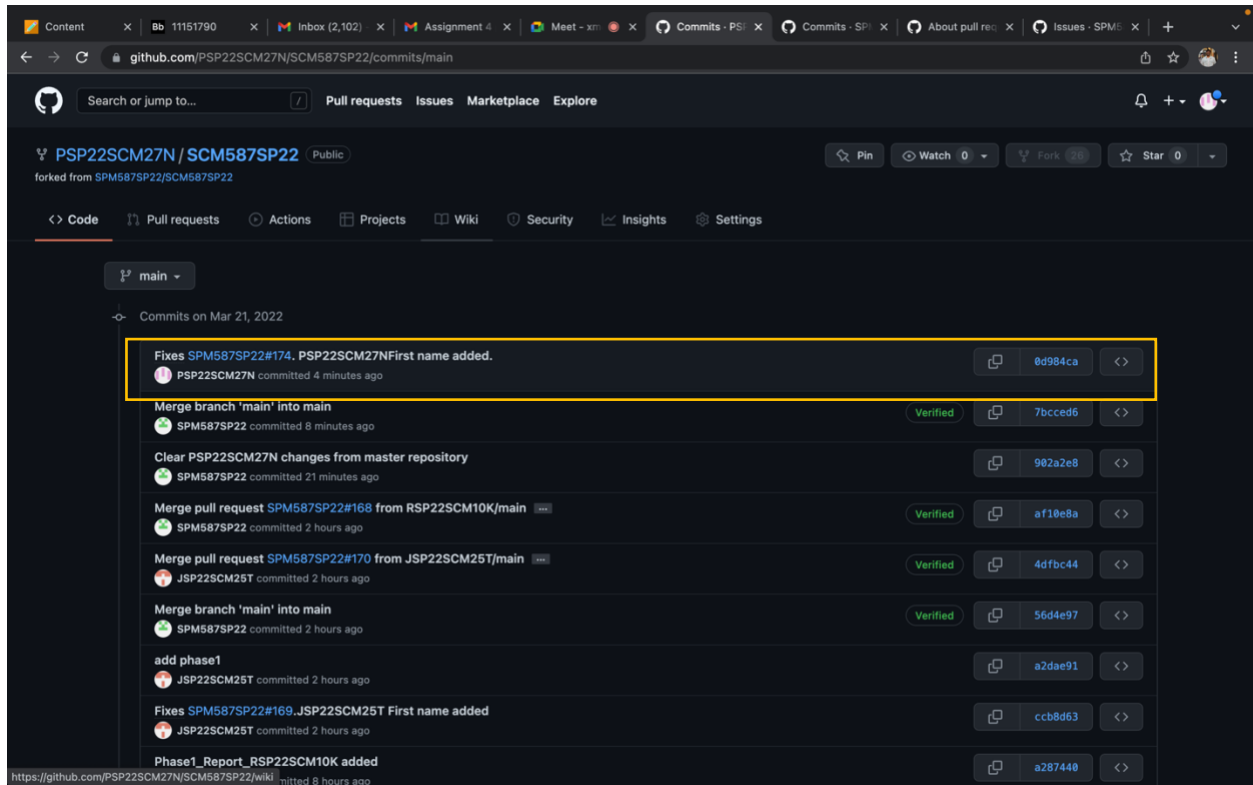 Content
Bb 11151790
Inbox (2,102)
Assignment 4
Meet - xm
Commits · PSP
Commits · SPM
About pull req
Issues · SPM5
github.com/PSP22SCM27N/SCM587SP22/commits/main
Search or jump to... /
Pull requests Issues Marketplace Explore
PSP22SCM27N / SCM587SP22 Public
Pin
Watch 0
Fork 26
Star 0
forked from SPM587SP22/SCM587SP22
<> Code
Pull requests
Actions
Projects
Wiki
Security
Insights
Settings
main
Commits on Mar 21, 2022
Fixes SPM587SP22#174. PSP22SCM27NFirst name added.
PSP22SCM27N committed 4 minutes ago
0d984ca
Merge branch 'main' into main
SPM587SP22 committed 8 minutes ago
Verified
7bcced6
Clear PSP22SCM27N changes from master repository
SPM587SP22 committed 21 minutes ago
902a2e8
Merge pull request SPM587SP22#168 from RSP22SCM10K/main ...
SPM587SP22 committed 2 hours ago
Verified
af10e8a
Merge pull request SPM587SP22#170 from JSP22SCM25T/main ...
JSP22SCM25T committed 2 hours ago
Verified
4dfbc44
Merge branch 'main' into main
SPM587SP22 committed 2 hours ago
Verified
56d4e97
add phase1
JSP22SCM25T committed 2 hours ago
a2dae91
Fixes SPM587SP22#169.JSP22SCM25T First name added
JSP22SCM25T committed 2 hours ago
ccb8d63
Phase1_Report_RSP22SCM10K added
a287440
https://github.com/PSP22SCM27N/SCM587SP22/wiki
mitted 8 hours ago